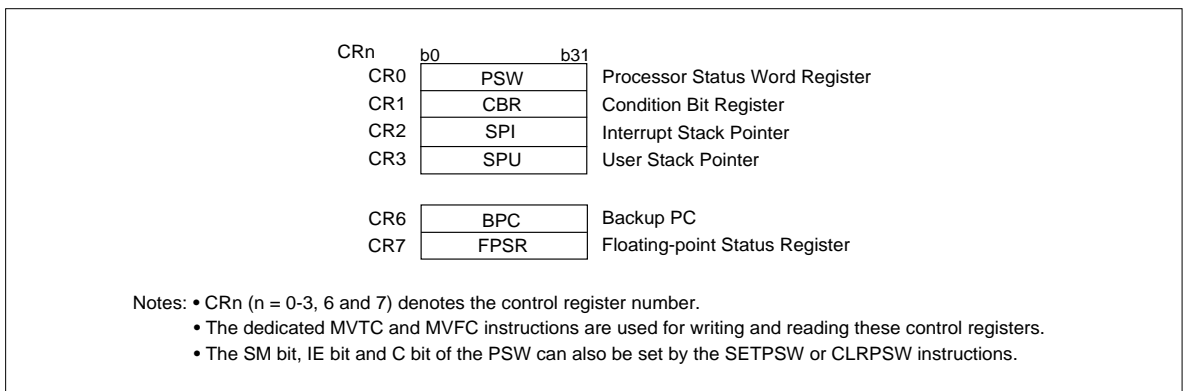 CRn b0 b31
CR0 PSW Processor Status Word Register
CR1 CBR Condition Bit Register
CR2 SPI Interrupt Stack Pointer
CR3 SPU User Stack Pointer
CR6 BPC Backup PC
CR7 FPSR Floating-point Status Register
Notes: • CRn (n = 0-3, 6 and 7) denotes the control register number.
• The dedicated MVTC and MVFC instructions are used for writing and reading these control registers.
• The SM bit, IE bit and C bit of the PSW can also be set by the SETPSW or CLRPSW instructions.